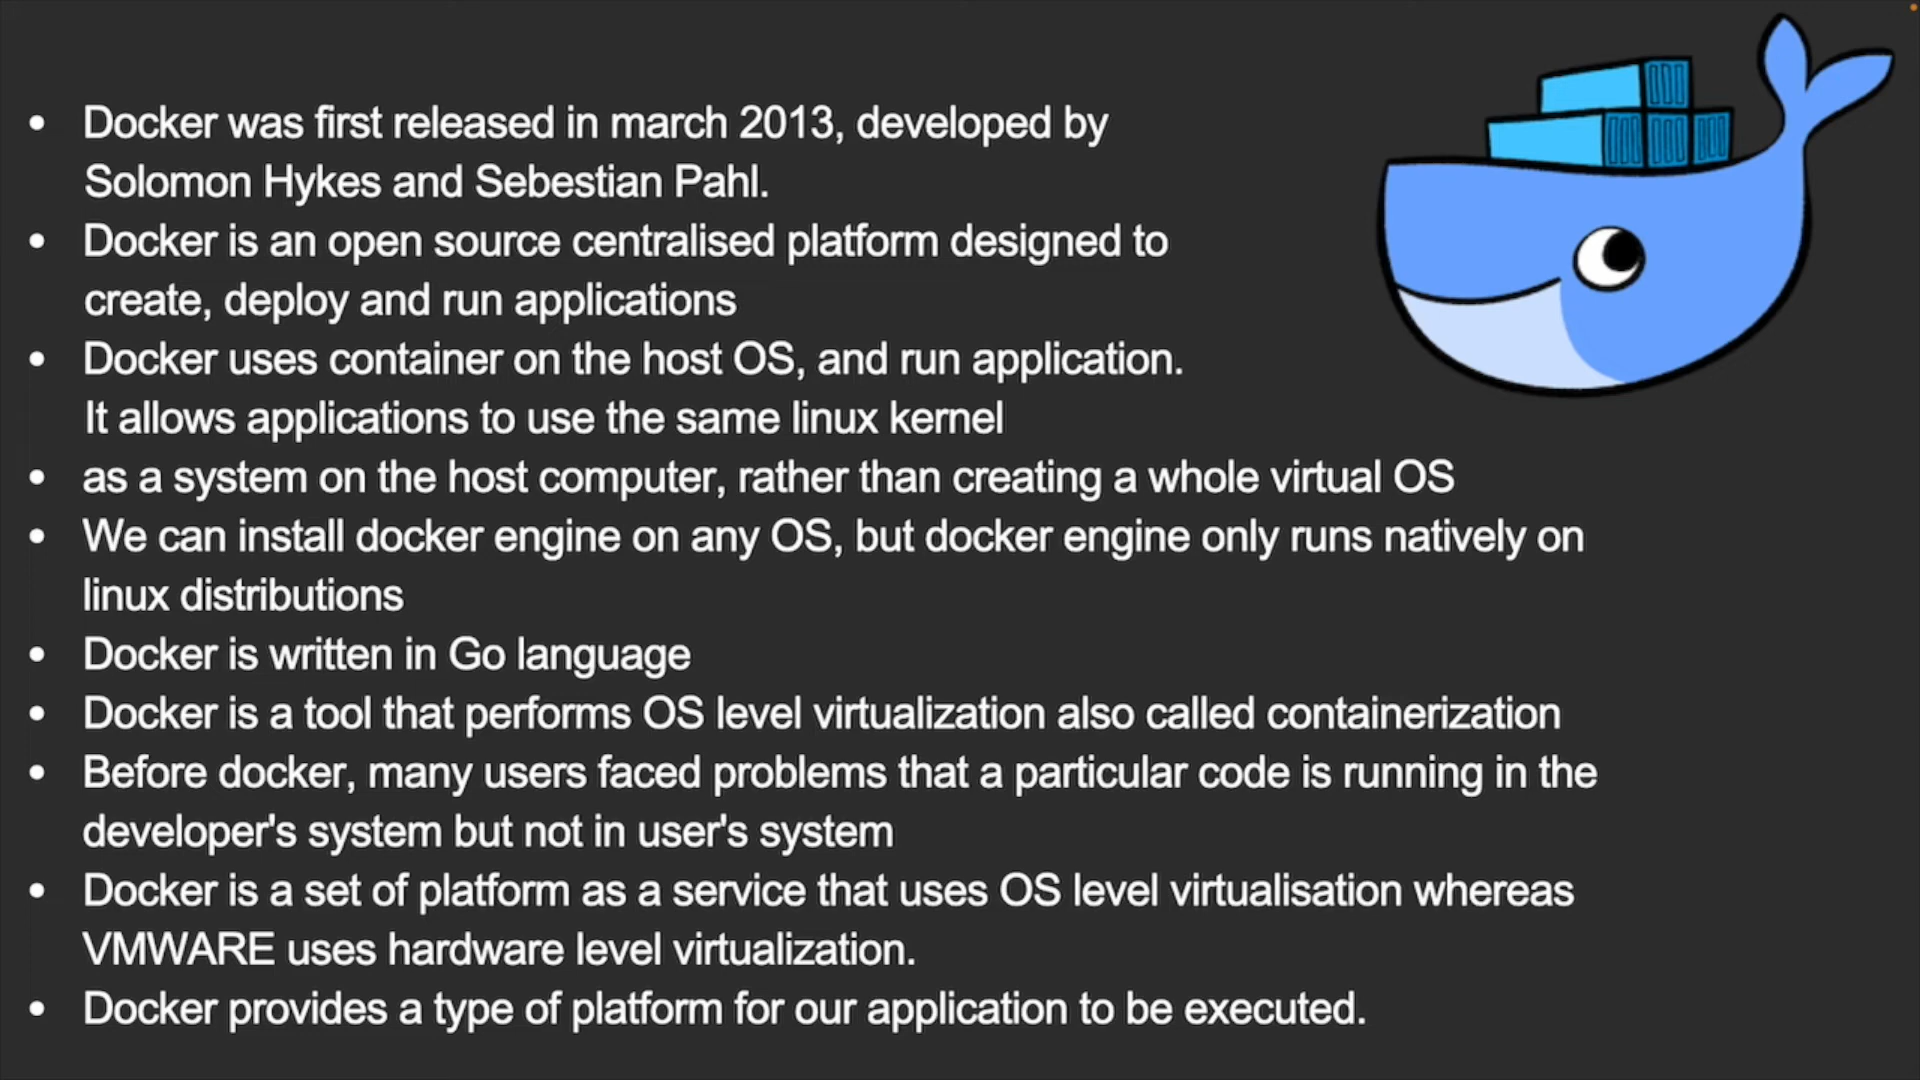 • Docker was first released in march 2013, developed by
Solomon Hykes and Sebestian Pahl.
• Docker is an open source centralised platform designed to
create, deploy and run applications
• Docker uses container on the host OS, and run application.
It allows applications to use the same linux kernel
• as a system on the host computer, rather than creating a whole virtual OS
• We can install docker engine on any OS, but docker engine only runs natively on
linux distributions
• Docker is written in Go language
• Docker is a tool that performs OS level virtualization also called containerization
• Before docker, many users faced problems that a particular code is running in the
developer's system but not in user's system
• Docker is a set of platform as a service that uses OS level virtualisation whereas
VMWARE uses hardware level virtualization.
• Docker provides a type of platform for our application to be executed.